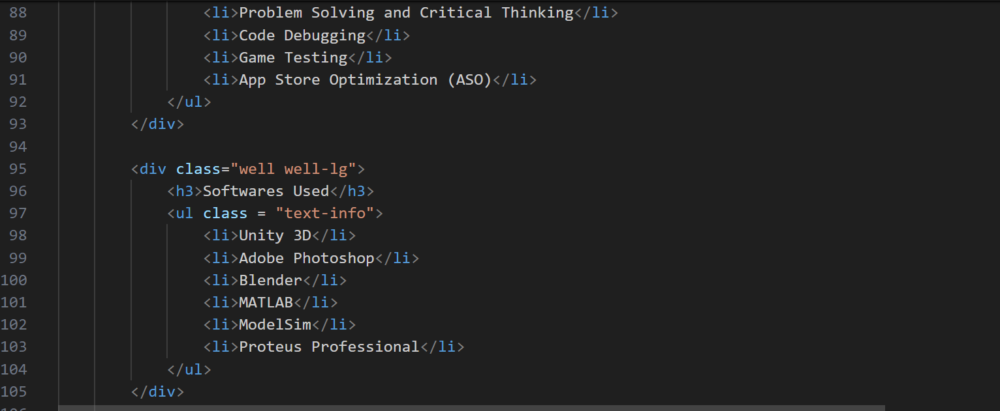 88 <li>Problem Solving and Critical Thinking</li>
89 <li>Code Debugging</li>
90 <li>Game Testing</li>
91 <li>App Store Optimization (ASO)</li>
92 </ul>
93 </div>
94
95 <div class="well well-lg">
96 <h3>Softwares Used</h3>
97 <ul class = "text-info">
98 <li>Unity 3D</li>
99 <li>Adobe Photoshop</li>
100 <li>Blender</li>
101 <li>MATLAB</li>
102 <li>ModelSim</li>
103 <li>Proteus Professional</li>
104 </ul>
105 </div>